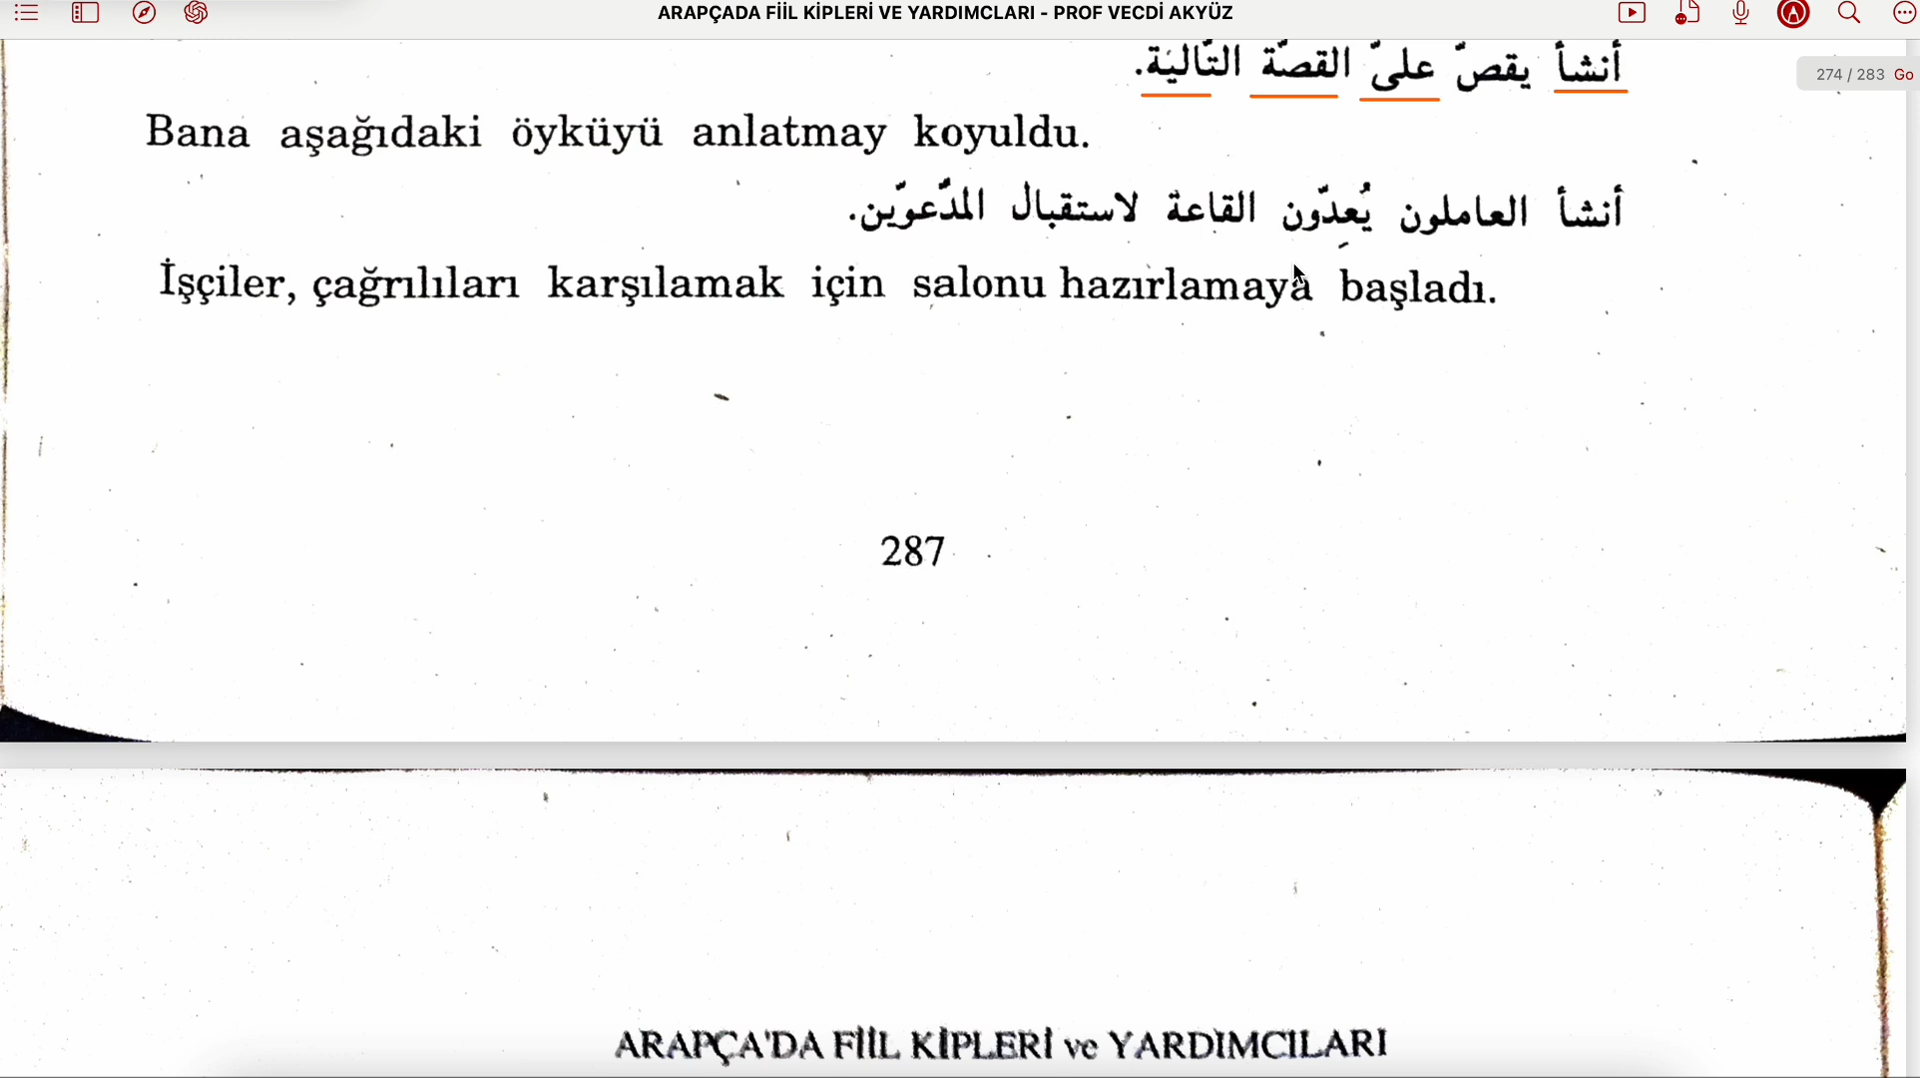 ARAPÇADA FİİL KİPLERİ VE YARDIMCLARI - PROF VECDİ AKYÜZ
274 / 283 Go
أنشأ يقصّ علىّ القصّة التّالية.
Bana aşağıdaki öyküyü anlatmay koyuldu.
أنشأ العاملون يُعِدّون القاعة لاستقبال المدّعوّين.
İşçiler, çağrılıları karşılamak için salonu hazırlamaya başladı.
287
ARAPÇA'DA FİİL KİPLERİ ve YARDIMCILARI